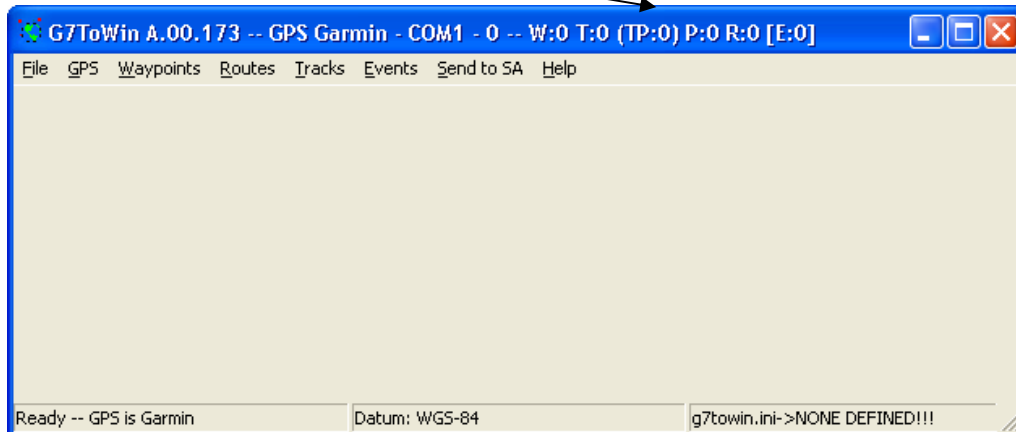 G7ToWin A.00.173 -- GPS Garmin - COM1 - 0 -- W:0 T:0 (TP:0) P:0 R:0 [E:0]
File GPS Waypoints Routes Tracks Events Send to SA Help
Ready -- GPS is Garmin Datum: WGS-84 g7towin.ini->NONE DEFINED!!!